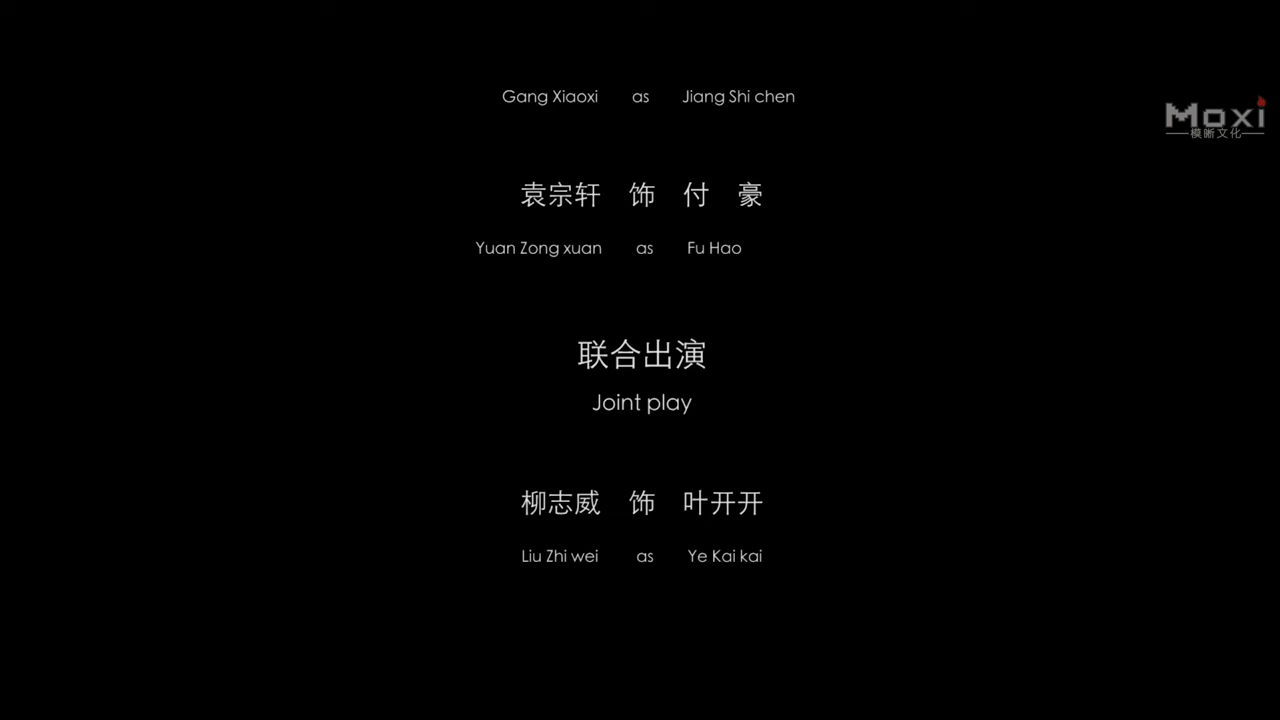 Gang Xiaoxi as Jiang Shi chen
Moxi
模晰文化
袁宗轩 饰 付 豪
Yuan Zong xuan as Fu Hao
联合出演
Joint play
柳志威 饰 叶开开
Liu Zhi wei as Ye Kai kai